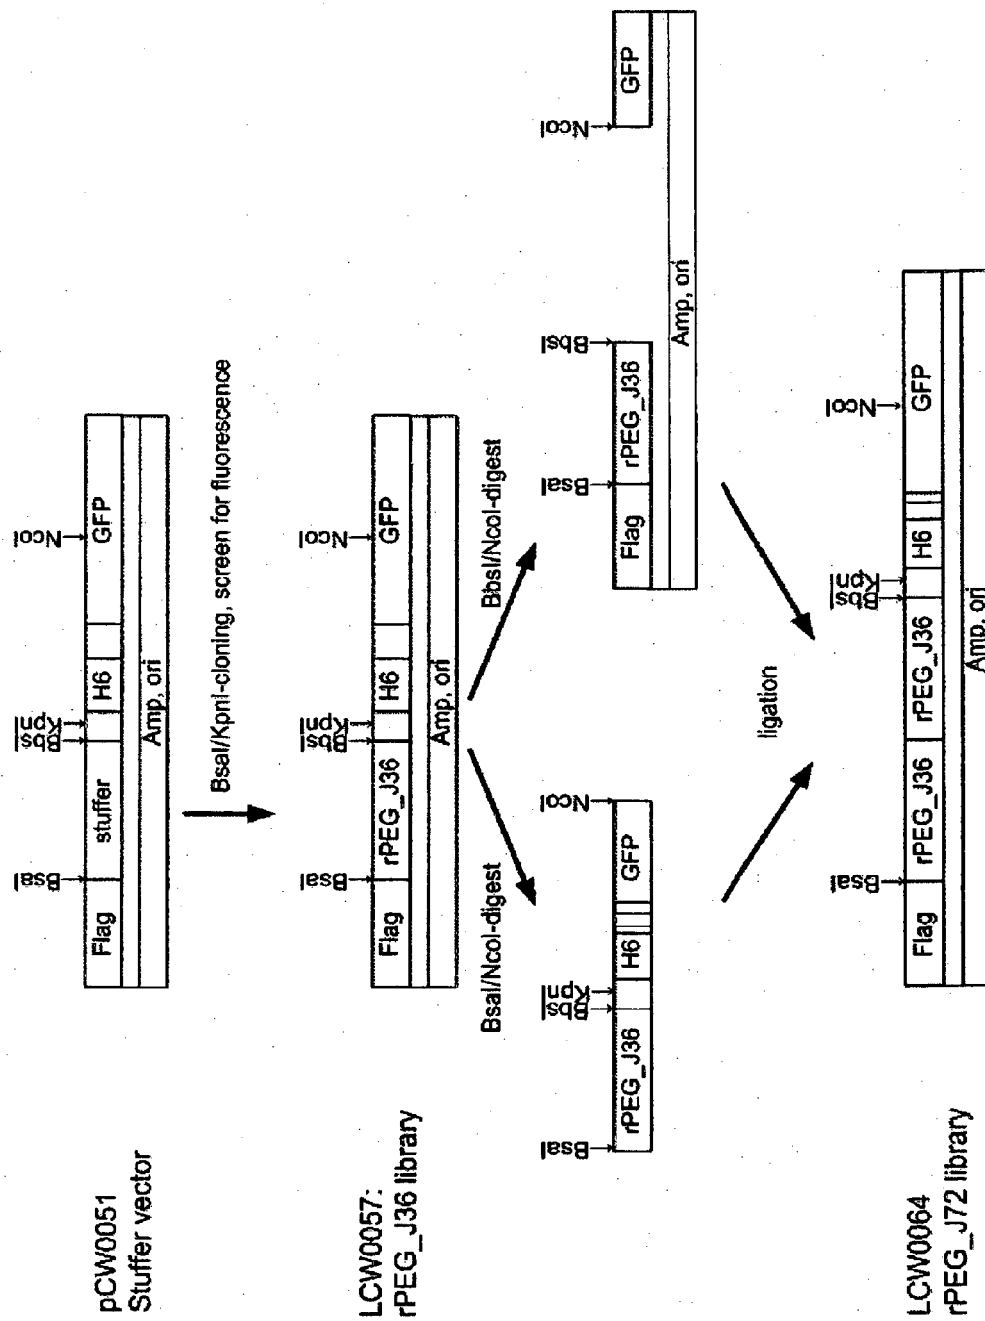 pCW0051
Stuffer vector
BsaI
BbsI
KpnI
NcoI
Flag
stuffer
H6
GFP
Amp, ori
BsaI/KpnI-cloning, screen for fluorescence
LCW0057:
rPEG_J36 library
BsaI
BbsI
KpnI
NcoI
Flag
rPEG_J36
H6
GFP
Amp, ori
BsaI/NcoI-digest
BbsI/NcoI-digest
BsaI
BbsI
KpnI
NcoI
rPEG_J36
H6
GFP
BsaI
BbsI
NcoI
Flag
rPEG_J36
GFP
Amp, ori
ligation
LCW0064
rPEG_J72 library
BsaI
BbsI
KpnI
NcoI
Flag
rPEG_J36
rPEG_J36
H6
GFP
Amp, ori